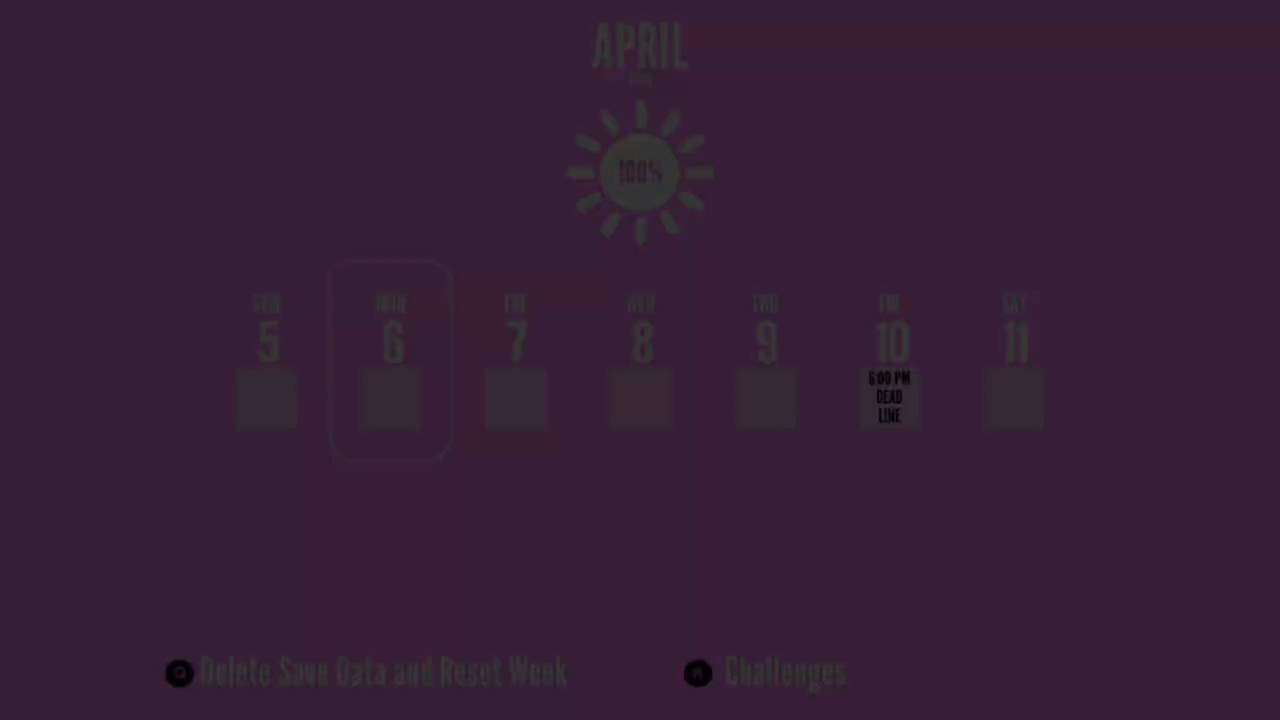 APRIL
100%
SUN MON TUE WED THU FRI SAT
5 6 7 8 9 10 11
6:00 PM
DEAD
LINE
Delete Save Data and Reset Week Challenges